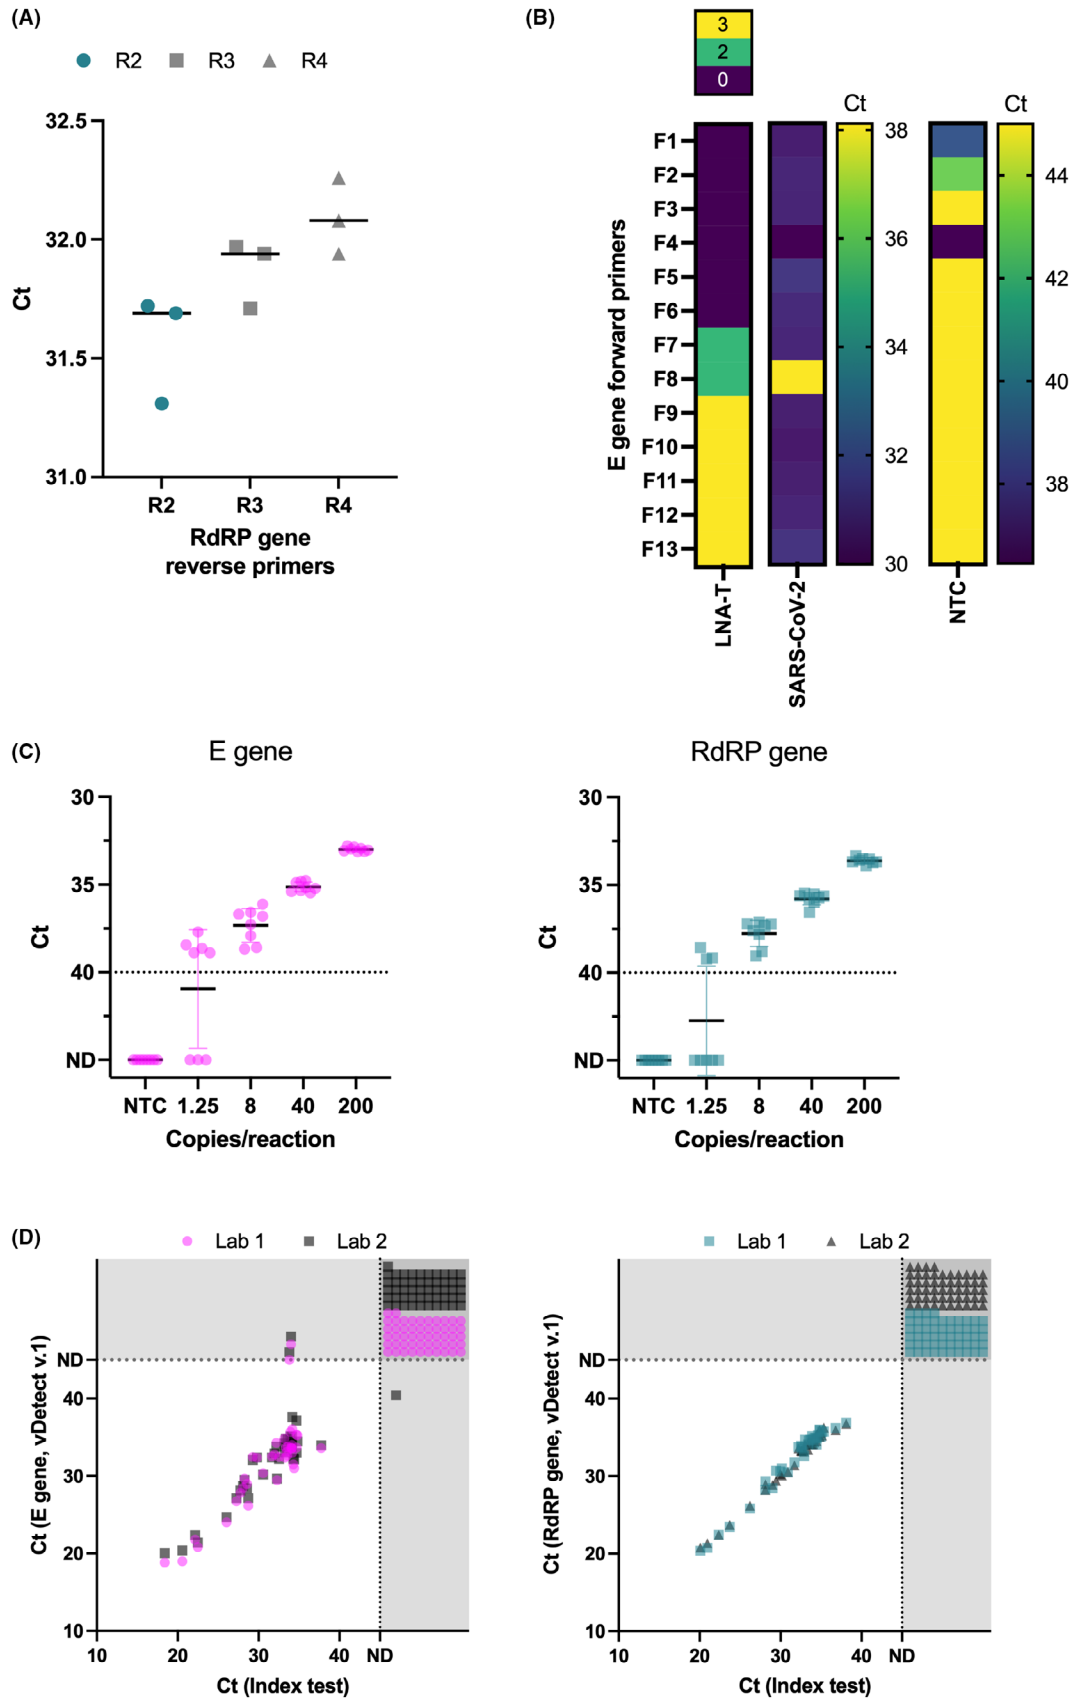 (A)
R2 R3 R4
Ct
32.5
32.0
31.5
31.0
R2 R3 R4
RdRP gene
reverse primers
(B)
3
2
0
E gene forward primers
F1
F2
F3
F4
F5
F6
F7
F8
F9
F10
F11
F12
F13
LNA-T
SARS-CoV-2
Ct
38
36
34
32
30
NTC
Ct
44
42
40
38
(C)
E gene
Ct
30
35
40
ND
NTC 1.25 8 40 200
Copies/reaction
RdRP gene
Ct
30
35
40
ND
NTC 1.25 8 40 200
Copies/reaction
(D)
Lab 1 Lab 2
Ct (E gene, vDetect v.1)
ND
40
30
20
10
10 20 30 40 ND
Ct (Index test)
Lab 1 Lab 2
Ct (RdRP gene, vDetect v.1)
ND
40
30
20
10
10 20 30 40 ND
Ct (Index test)